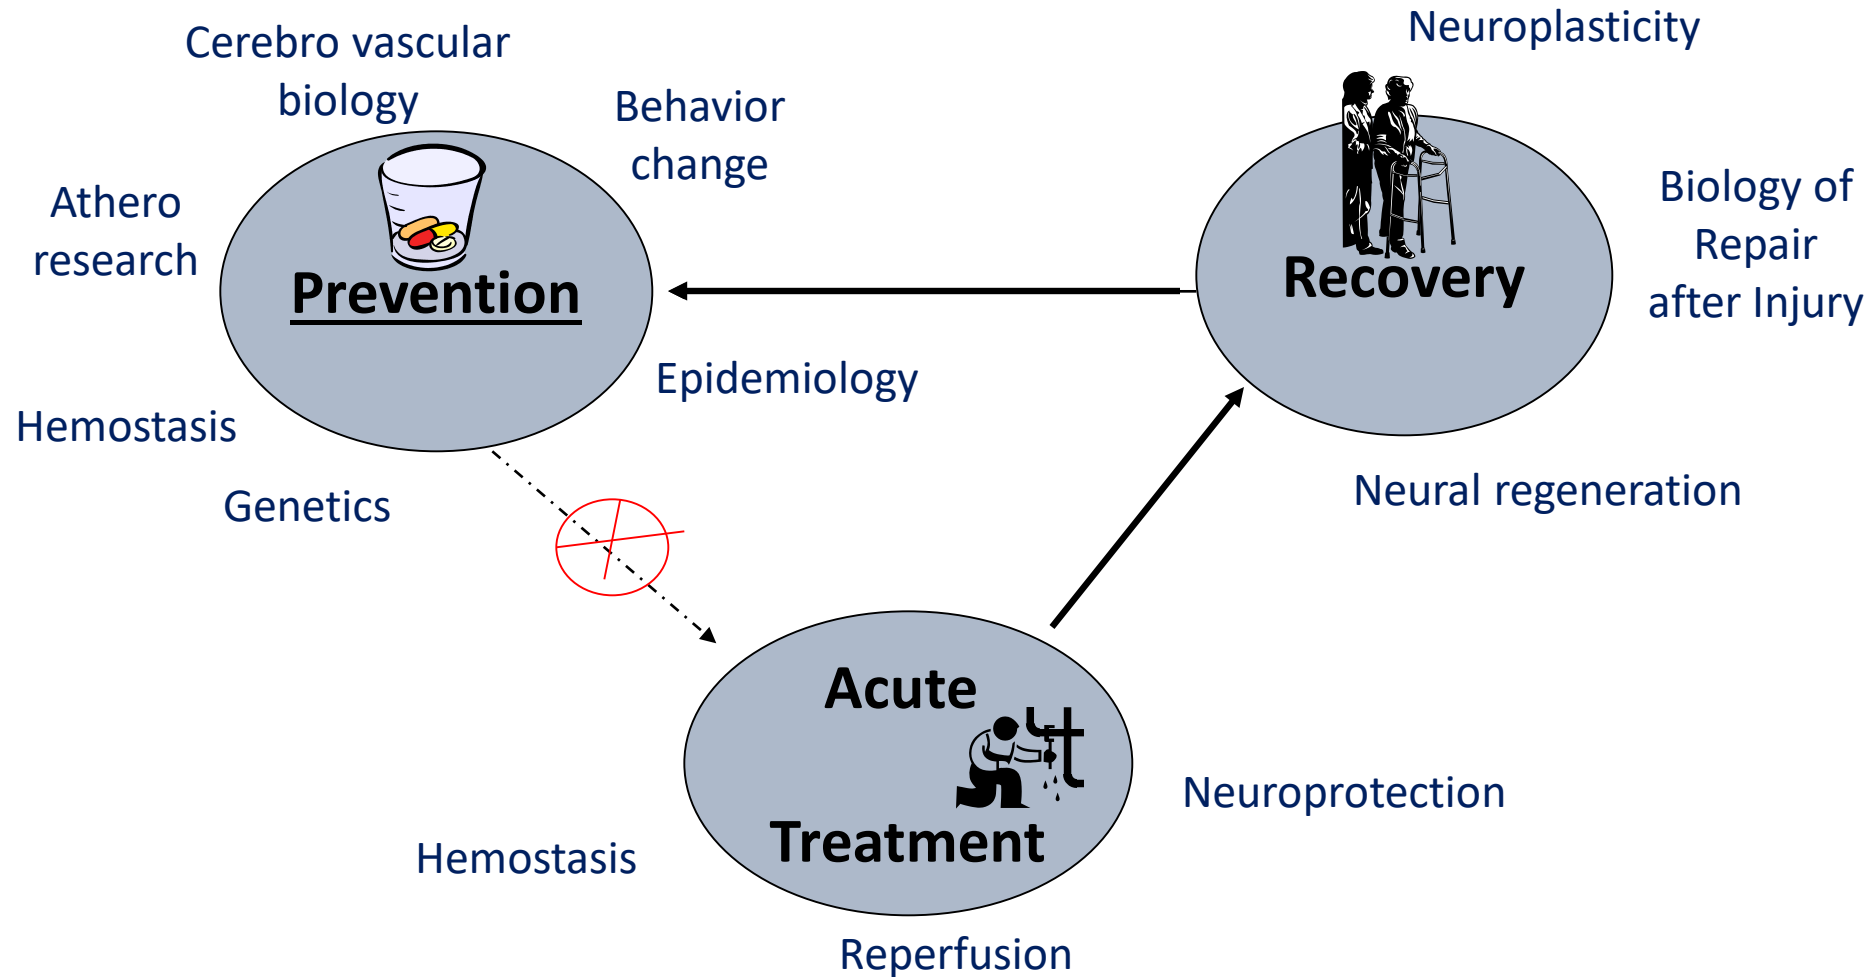 Cerebro vascular
biology
Behavior
change
Athero
research
Prevention
Epidemiology
Hemostasis
Genetics
Neuroplasticity
Recovery
Biology of
Repair
after Injury
Neural regeneration
Acute
Treatment
Neuroprotection
Hemostasis
Reperfusion